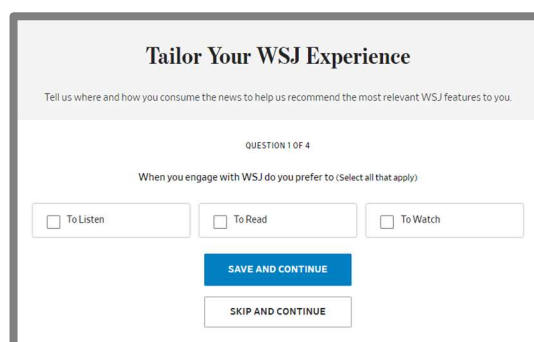 Tailor Your WSJ Experience
Tell us where and how you consume the news to help us recommend the most relevant WSJ features to you.
QUESTION 1 OF 4
When you engage with WSJ do you prefer to (Select all that apply)
To Listen
To Read
To Watch
SAVE AND CONTINUE
SKIP AND CONTINUE